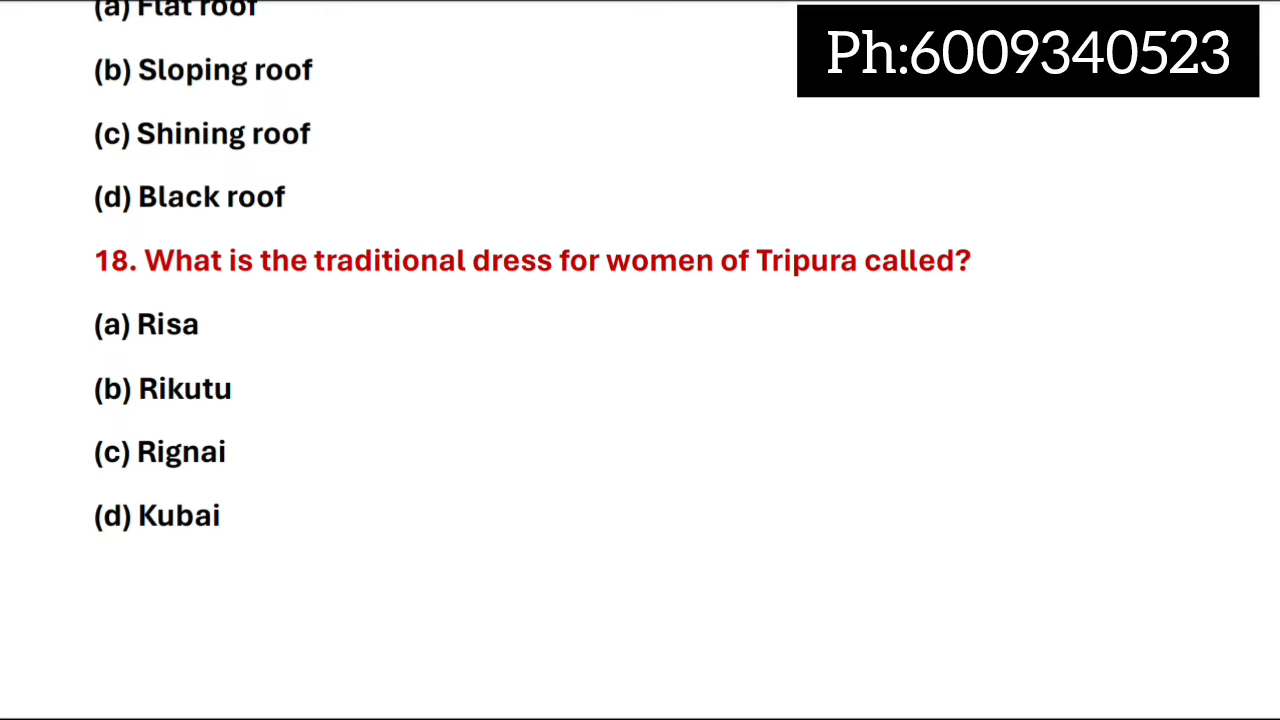 (a) Flat roof
Ph:6009340523
(b) Sloping roof
(c) Shining roof
(d) Black roof
18. What is the traditional dress for women of Tripura called?
(a) Risa
(b) Rikutu
(c) Rignai
(d) Kubai